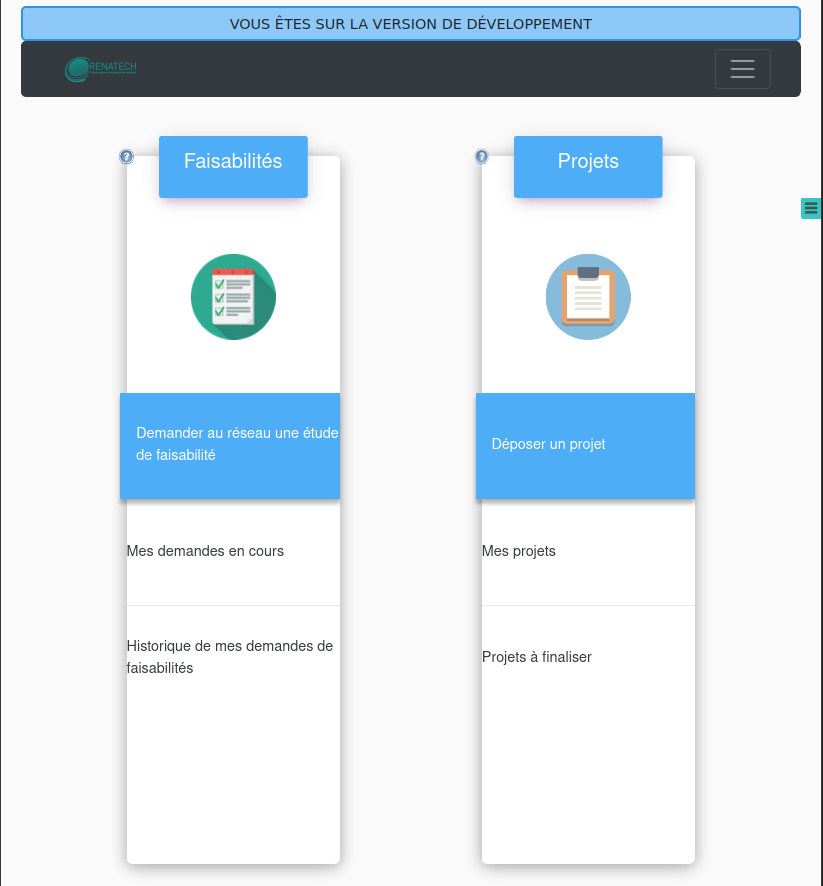 VOUS ÊTES SUR LA VERSION DE DÉVELOPPEMENT
RENATECH
Faisabilités
Projets
Demander au réseau une étude
de faisabilité
Déposer un projet
Mes demandes en cours
Mes projets
Historique de mes demandes de
faisabilités
Projets à finaliser